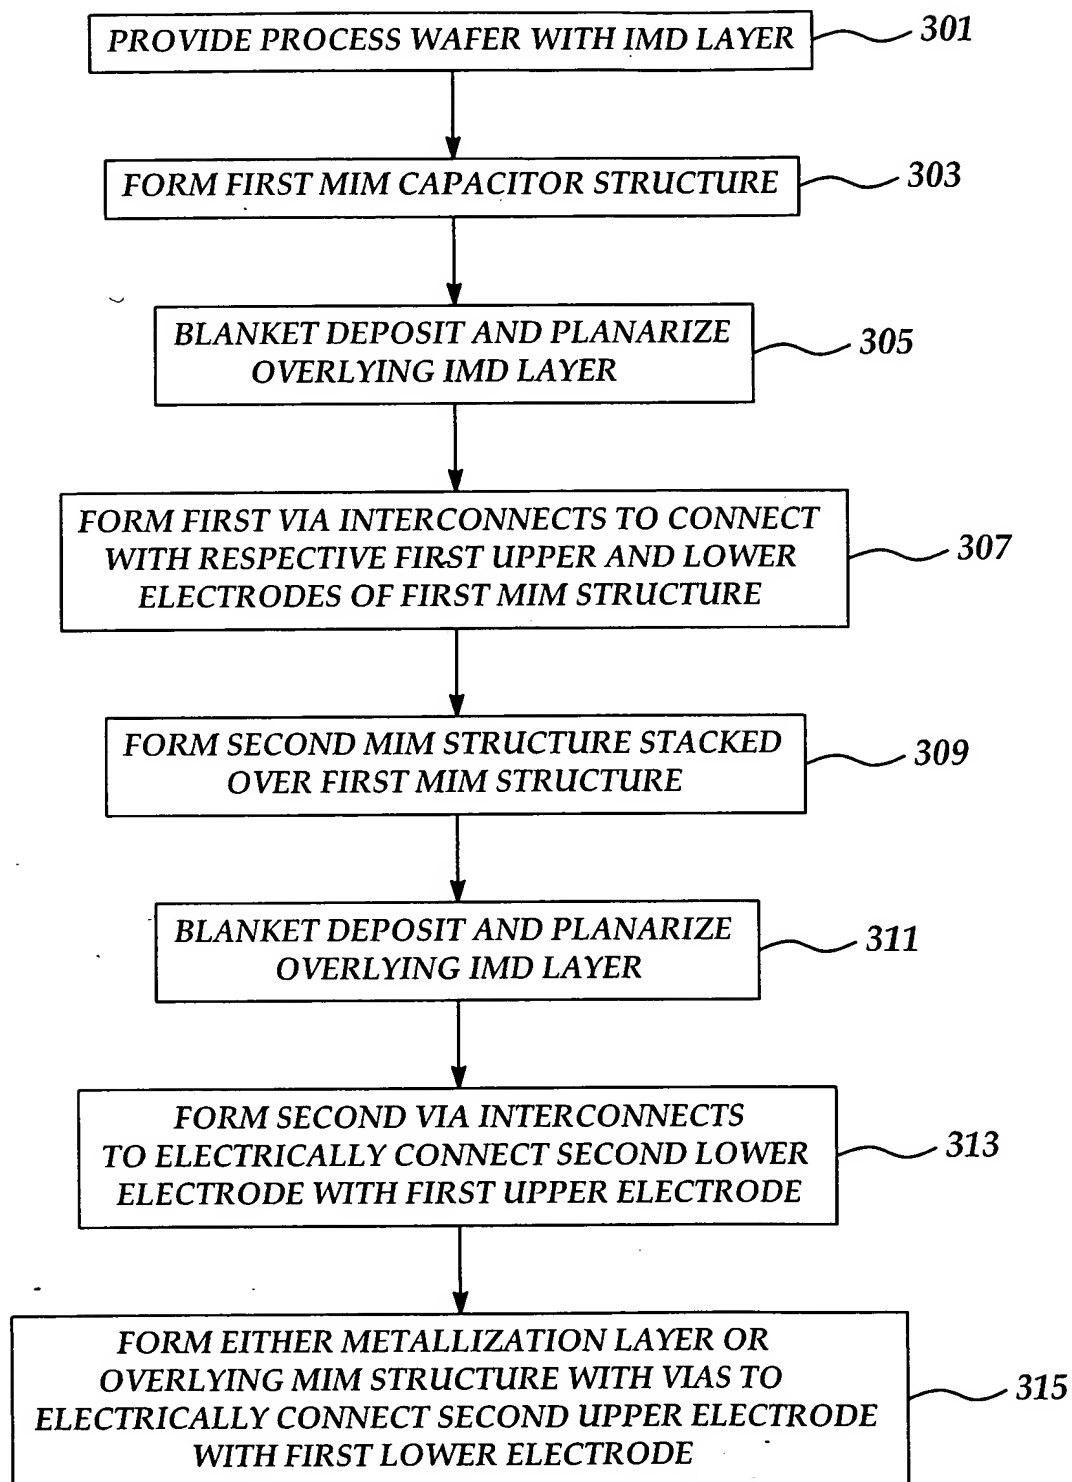 PROVIDE PROCESS WAFER WITH IMD LAYER
301
FORM FIRST MIM CAPACITOR STRUCTURE
303
BLANKET DEPOSIT AND PLANARIZE
OVERLYING IMD LAYER
305
FORM FIRST VIA INTERCONNECTS TO CONNECT
WITH RESPECTIVE FIRST UPPER AND LOWER
ELECTRODES OF FIRST MIM STRUCTURE
307
FORM SECOND MIM STRUCTURE STACKED
OVER FIRST MIM STRUCTURE
309
BLANKET DEPOSIT AND PLANARIZE
OVERLYING IMD LAYER
311
FORM SECOND VIA INTERCONNECTS
TO ELECTRICALLY CONNECT SECOND LOWER
ELECTRODE WITH FIRST UPPER ELECTRODE
313
FORM EITHER METALLIZATION LAYER OR
OVERLYING MIM STRUCTURE WITH VIAS TO
ELECTRICALLY CONNECT SECOND UPPER ELECTRODE
WITH FIRST LOWER ELECTRODE
315